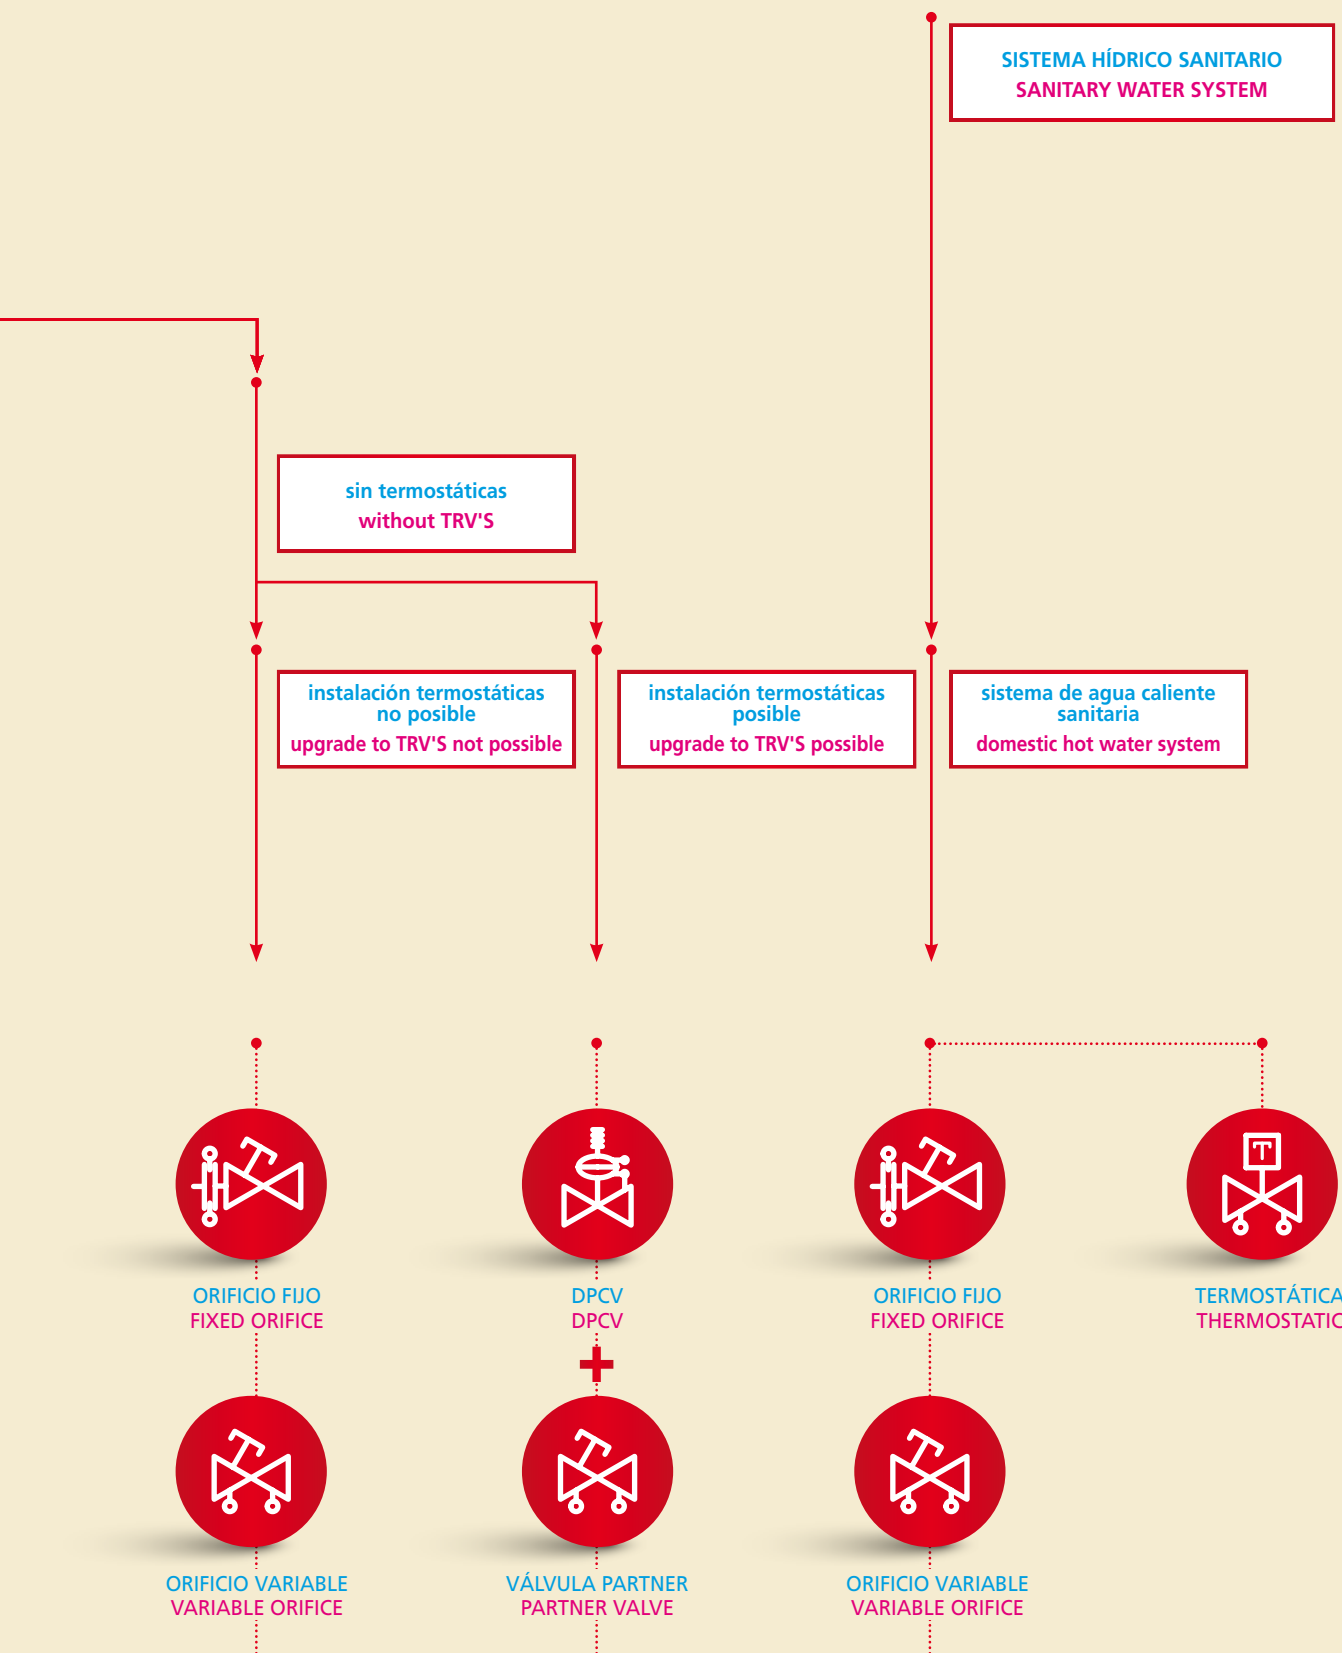 SISTEMA HÍDRICO SANITARIO
SANITARY WATER SYSTEM
sin termostáticas
without TRV'S
instalación termostáticas
no posible
upgrade to TRV'S not possible
instalación termostáticas
posible
upgrade to TRV'S possible
sistema de agua caliente
sanitaria
domestic hot water system
T
ORIFICIO FIJO
FIXED ORIFICE
DPCV
DPCV
ORIFICIO FIJO
FIXED ORIFICE
TERMOSTÁTICA
THERMOSTATIC
ORIFICIO VARIABLE
VARIABLE ORIFICE
VÁLVULA PARTNER
PARTNER VALVE
ORIFICIO VARIABLE
VARIABLE ORIFICE